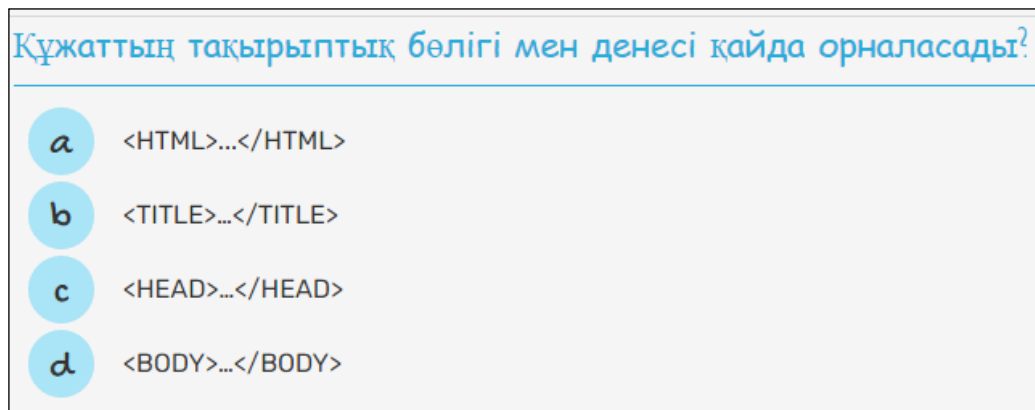 Құжаттың тақырыптық бөлігі мен денесі қайда орналасады?
a <HTML>...</HTML>
b <TITLE>...</TITLE>
c <HEAD>...</HEAD>
d <BODY>...</BODY>